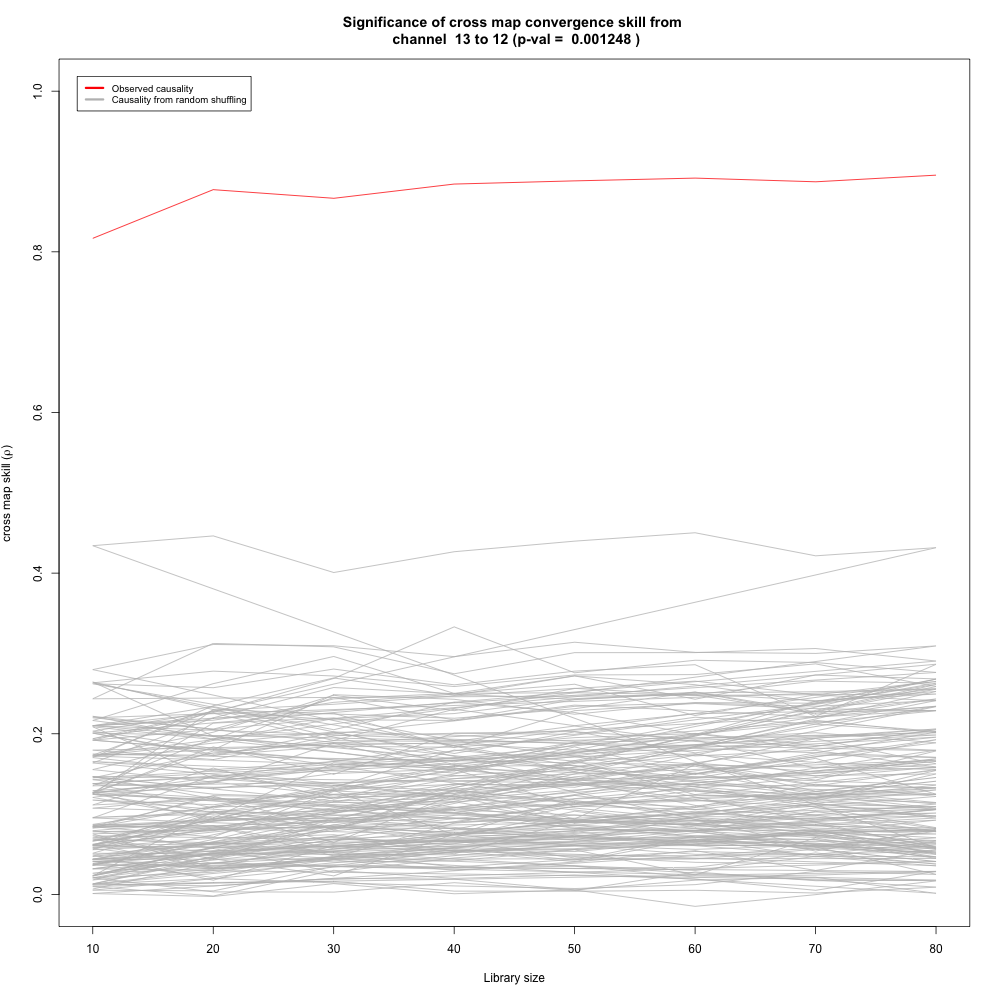 Significance of cross map convergence skill from
channel  13 to 12 (p-val =  0.001248 )
Observed causality
Causality from random shuffling
1.0
0.8
0.6
0.4
0.2
0.0
cross map skill (ρ)
10 20 30 40 50 60 70 80
Library size